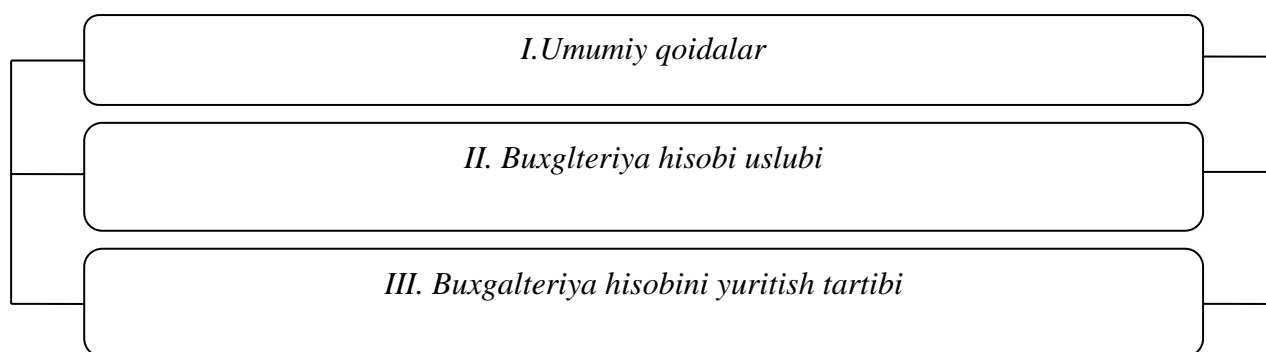 I.Umumiy qoidalar
II. Buxglteriya hisobi uslubi
III. Buxgalteriya hisobini yuritish tartibi